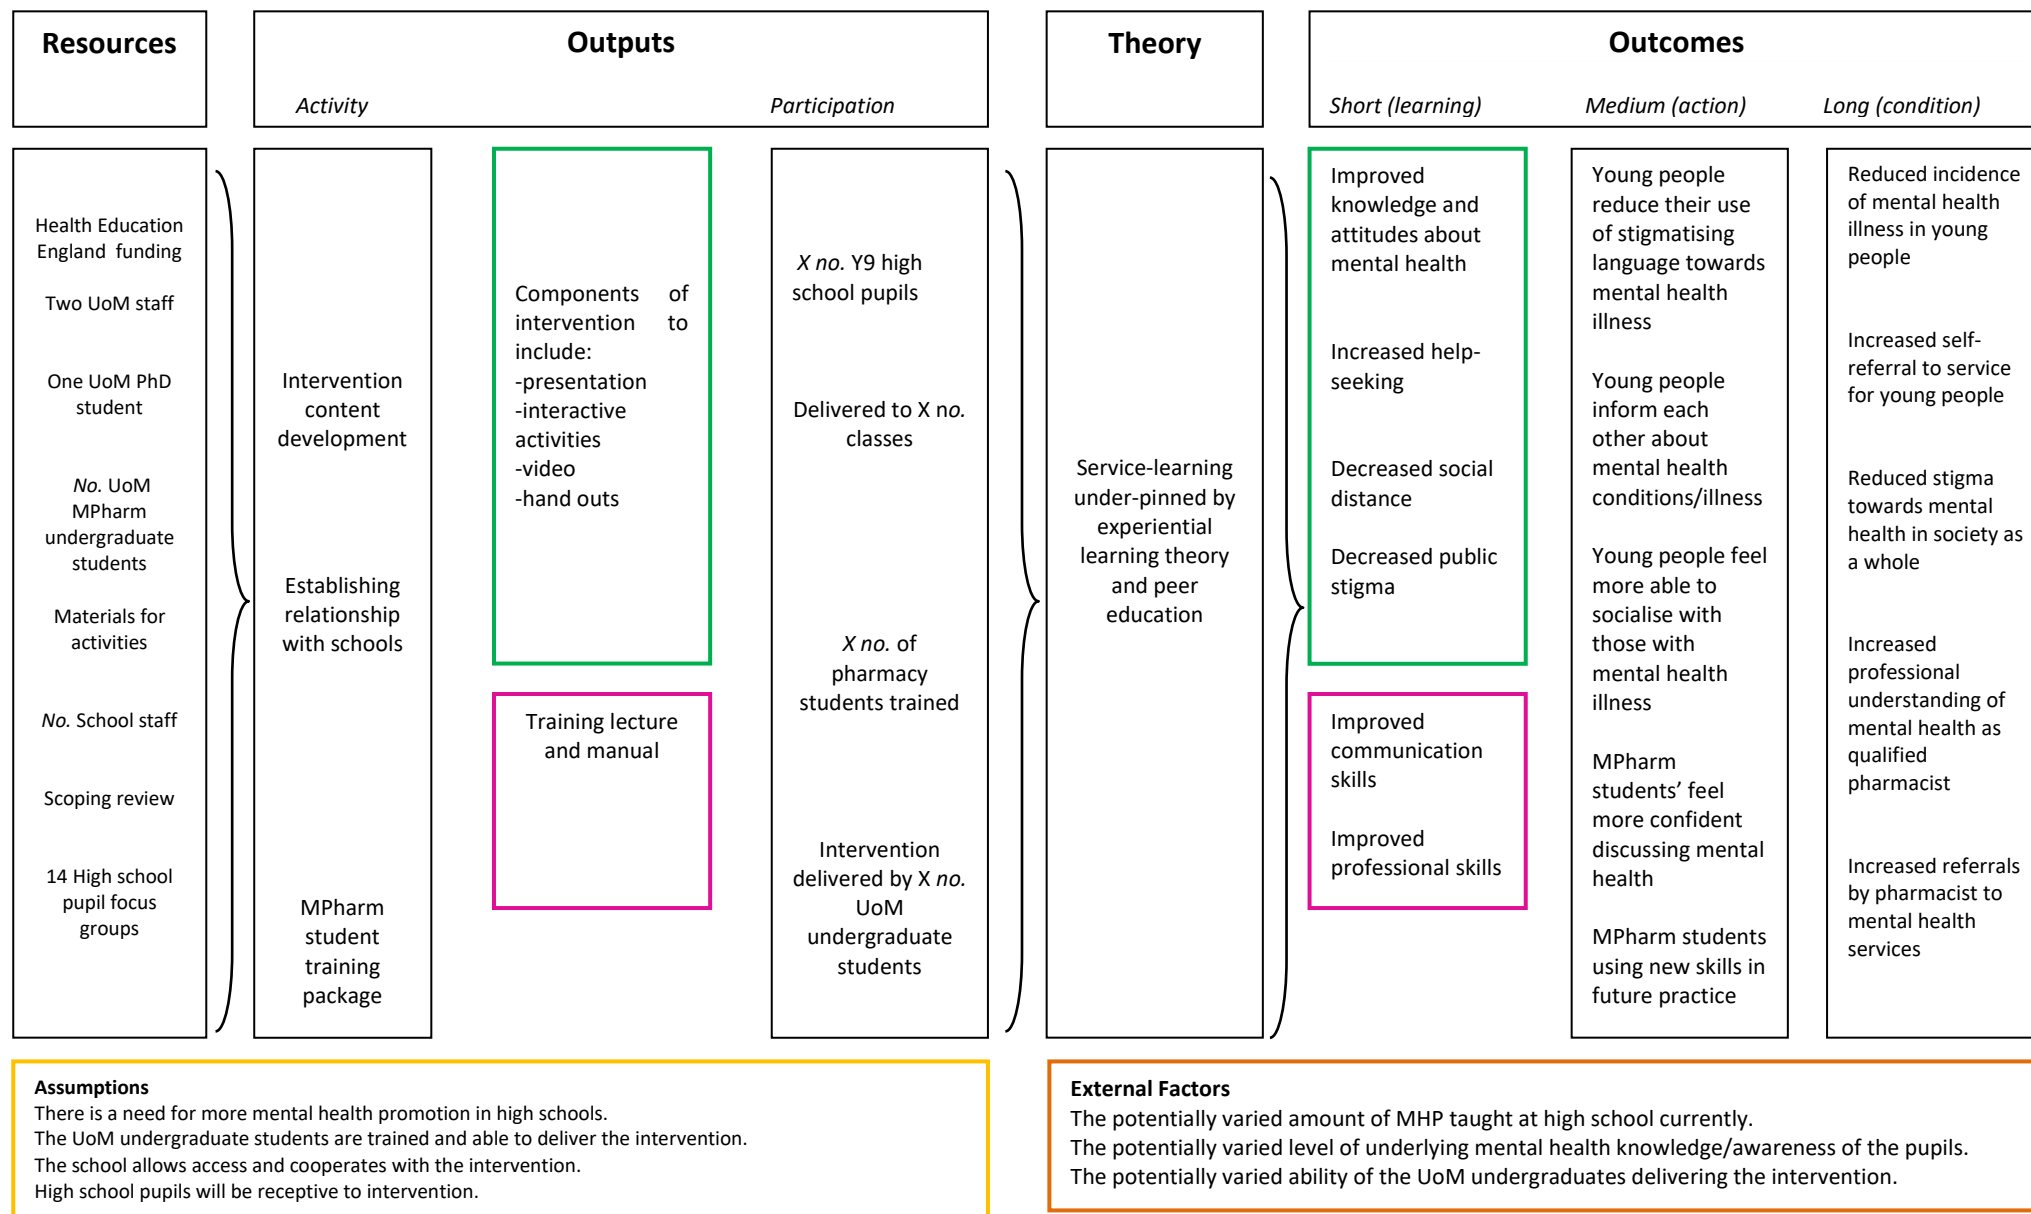 Resources
Outputs
Activity
Participation
Theory
Outcomes
Short (learning)
Medium (action)
Long (condition)
Health Education
England funding
Two UoM staff
One UoM PhD
student
No. UoM
MPharm
undergraduate
students
Materials for
activities
No. School staff
Scoping review
14 High school
pupil focus
groups
Intervention
content
development
Establishing
relationship
with schools
MPharm
student
training
package
Components of
intervention to
include:
-presentation
-interactive
activities
-video
-hand outs
Training lecture
and manual
X no. Y9 high
school pupils
Delivered to X no.
classes
X no. of
pharmacy
students trained
Intervention
delivered by X no.
UoM
undergraduate
students
Service-learning
under-pinned by
experiential
learning theory
and peer
education
Improved
knowledge and
attitudes about
mental health
Increased help-
seeking
Decreased social
distance
Decreased public
stigma
Improved
communication
skills
Improved
professional skills
Young people
reduce their use
of stigmatising
language towards
mental health
illness
Young people
inform each
other about
mental health
conditions/illness
Young people feel
more able to
socialise with
those with
mental health
illness
MPharm
students’ feel
more confident
discussing mental
health
MPharm students
using new skills in
future practice
Reduced incidence
of mental health
illness in young
people
Increased self-
referral to service
for young people
Reduced stigma
towards mental
health in society as
a whole
Increased
professional
understanding of
mental health as
qualified
pharmacist
Increased referrals
by pharmacist to
mental health
services
Assumptions
There is a need for more mental health promotion in high schools.
The UoM undergraduate students are trained and able to deliver the intervention.
The school allows access and cooperates with the intervention.
High school pupils will be receptive to intervention.
External Factors
The potentially varied amount of MHP taught at high school currently.
The potentially varied level of underlying mental health knowledge/awareness of the pupils.
The potentially varied ability of the UoM undergraduates delivering the intervention.